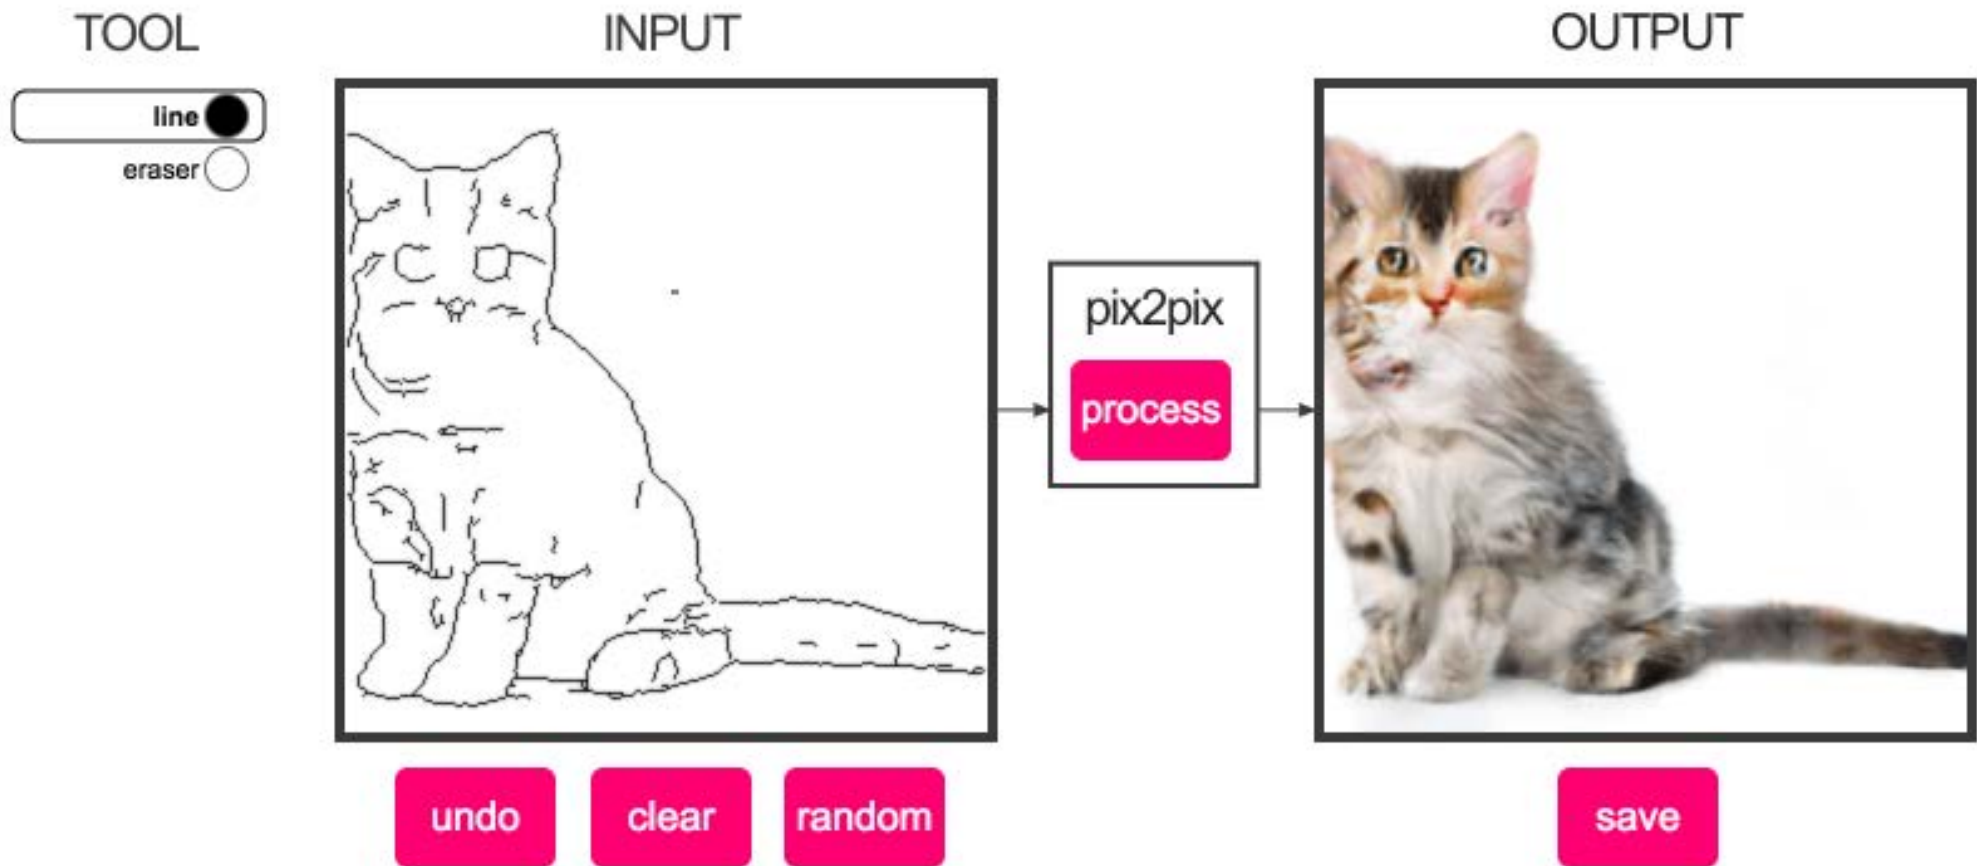 TOOL
INPUT
OUTPUT
line
eraser
pix2pix
process
undo
clear
random
save